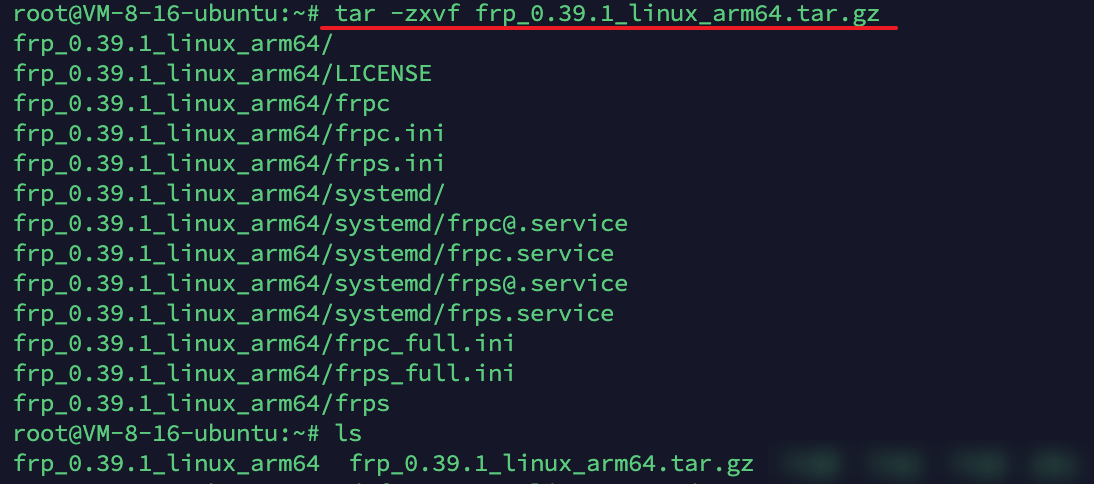 root@VM-8-16-ubuntu:~# tar -zxvf frp_0.39.1_linux_arm64.tar.gz
frp_0.39.1_linux_arm64/
frp_0.39.1_linux_arm64/LICENSE
frp_0.39.1_linux_arm64/frpc
frp_0.39.1_linux_arm64/frpc.ini
frp_0.39.1_linux_arm64/frps.ini
frp_0.39.1_linux_arm64/systemd/
frp_0.39.1_linux_arm64/systemd/frpc@.service
frp_0.39.1_linux_arm64/systemd/frpc.service
frp_0.39.1_linux_arm64/systemd/frps@.service
frp_0.39.1_linux_arm64/systemd/frps.service
frp_0.39.1_linux_arm64/frpc_full.ini
frp_0.39.1_linux_arm64/frps_full.ini
frp_0.39.1_linux_arm64/frps
root@VM-8-16-ubuntu:~# ls
frp_0.39.1_linux_arm64  frp_0.39.1_linux_arm64.tar.gz